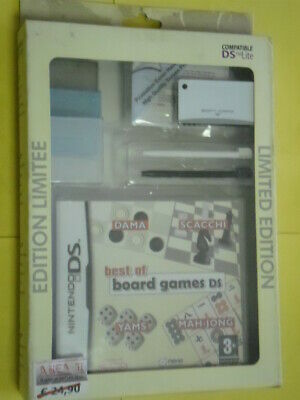 COMPATIBLE
DS Lite
EDITION LIMITEE
LIMITED EDITION
NINTENDO DS
DAMA
SCACCHI
best of
board games DS
YAMS
MAH-JONG
3+
€ 24,90